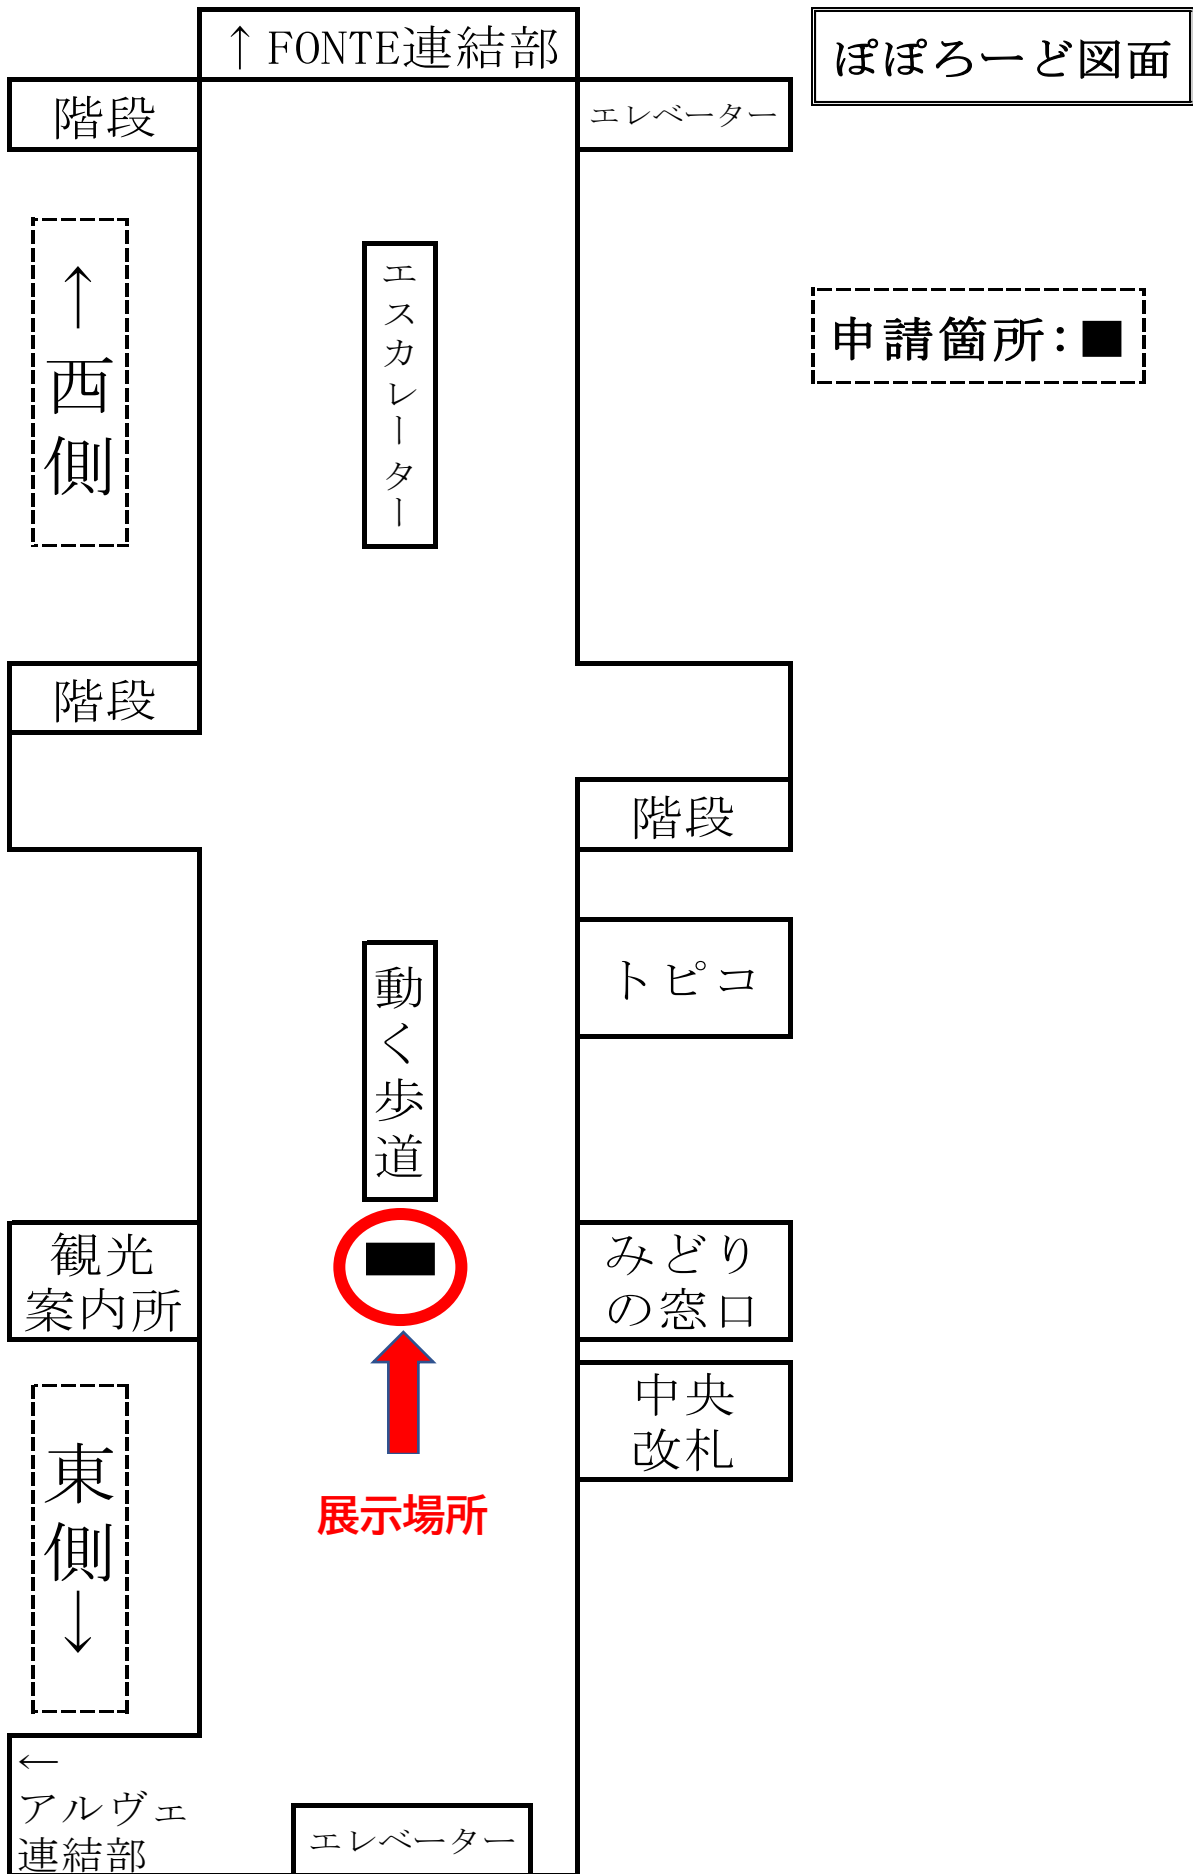 ↑FONTE連結部
ぽぽろーど図面
階段
エレベーター
↑西側
エスカレーター
申請箇所：■
階段
階段
トピコ
動く歩道
観光
案内所
みどり
の窓口
中央
改札
展示場所
東側↓
←
アルヴェ
連結部
エレベーター